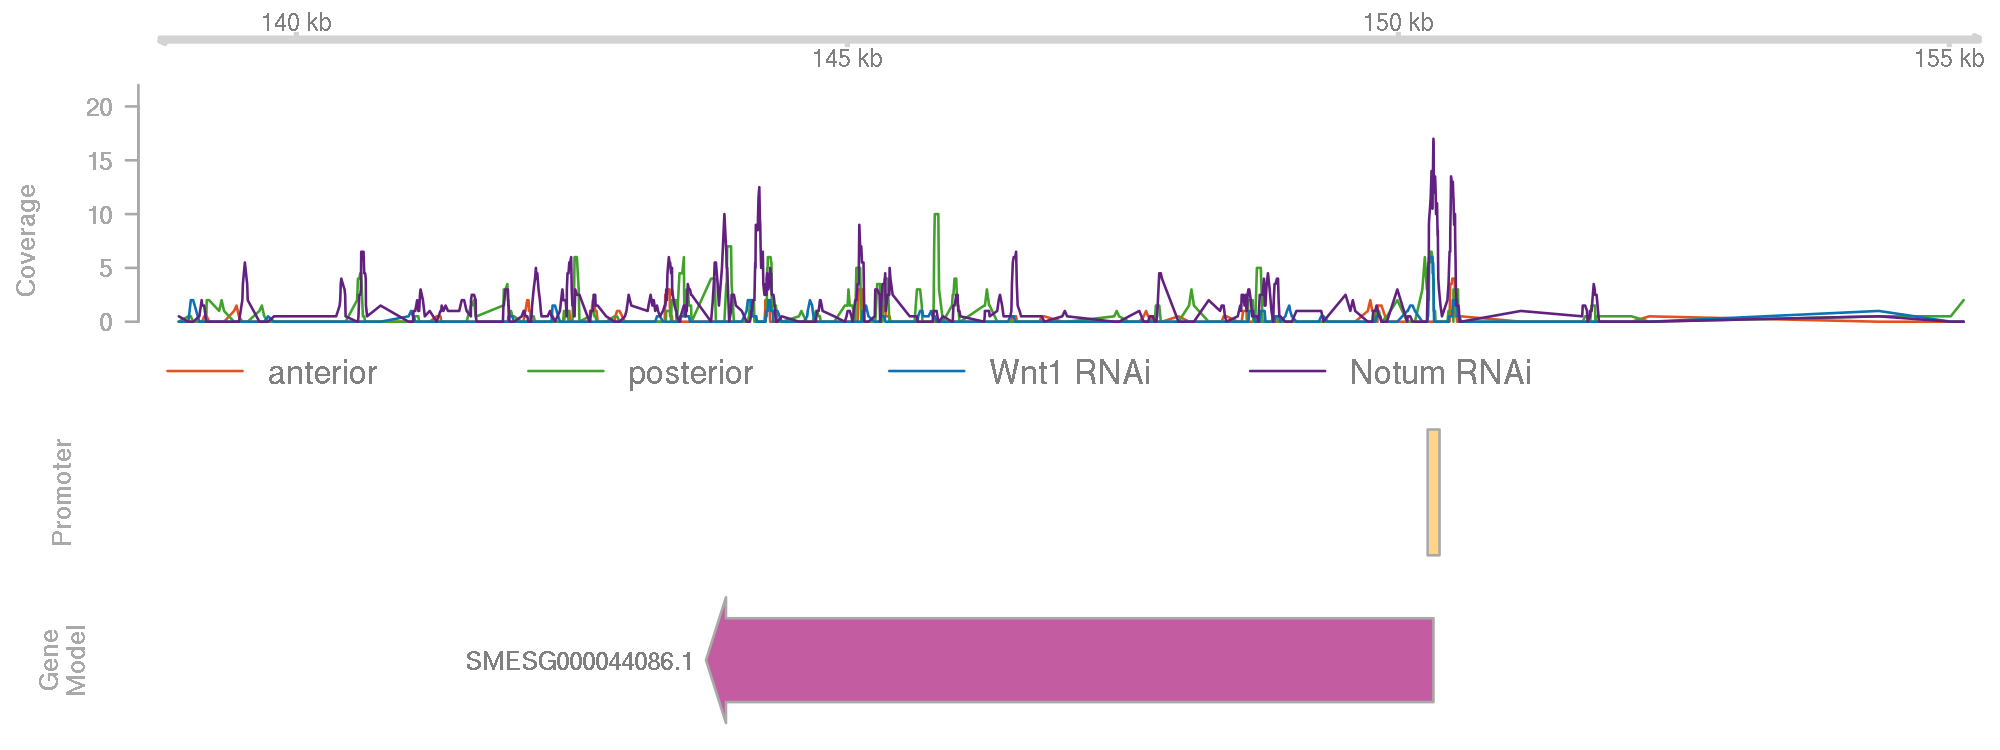 140 kb
150 kb
145 kb
155 kb
Coverage
20
15
10
5
0
anterior
posterior
Wnt1 RNAi
Notum RNAi
Promoter
Gene
Model
SMESG000044086.1